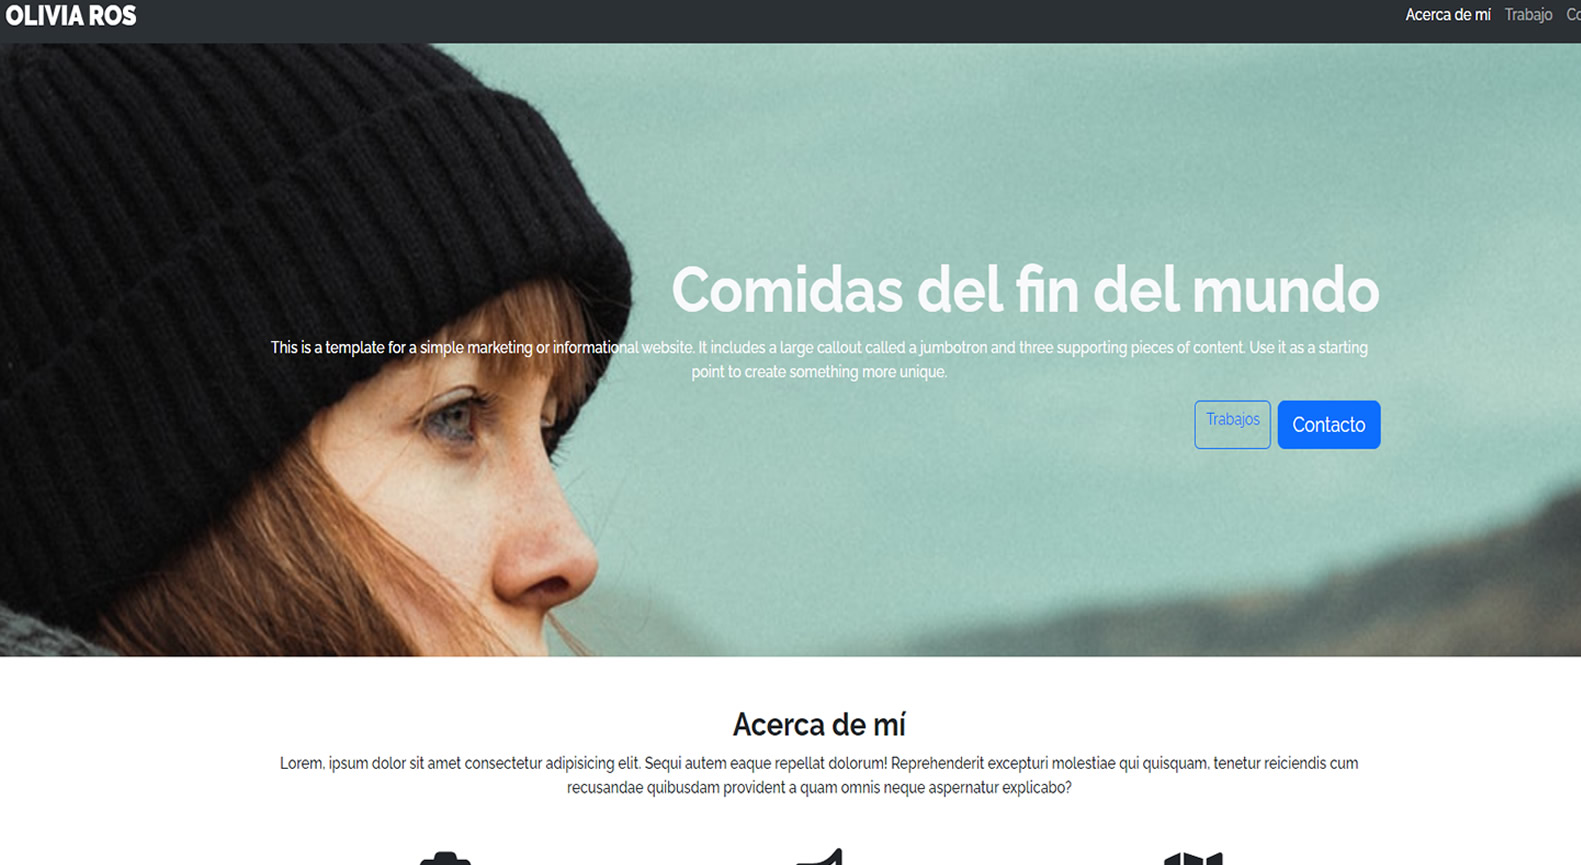 OLIVIA ROS
Acerca de mí Trabajo Co
Comidas del fin del mundo
This is a template for a simple marketing or informational website. It includes a large callout called a jumbotron and three supporting pieces of content. Use it as a starting
point to create something more unique.
Trabajos Contacto
Acerca de mí
Lorem, ipsum dolor sit amet consectetur adipisicing elit. Sequi autem eaque repellat dolorum! Reprehenderit excepturi molestiae qui quisquam, tenetur reiciendis cum
recusandae quibusdam provident a quam omnis neque aspernatur explicabo?